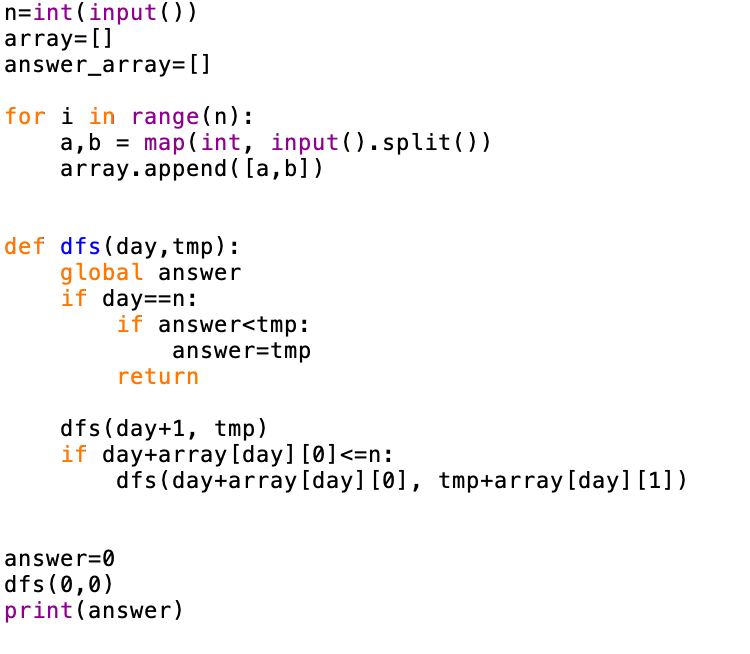 n=int(input())
array=[]
answer_array=[]
for i in range(n):
    a,b = map(int, input().split())
    array.append([a,b])
def dfs(day,tmp):
    global answer
    if day==n:
        if answer<tmp:
            answer=tmp
        return
    dfs(day+1, tmp)
    if day+array[day][0]<=n:
        dfs(day+array[day][0], tmp+array[day][1])
answer=0
dfs(0,0)
print(answer)